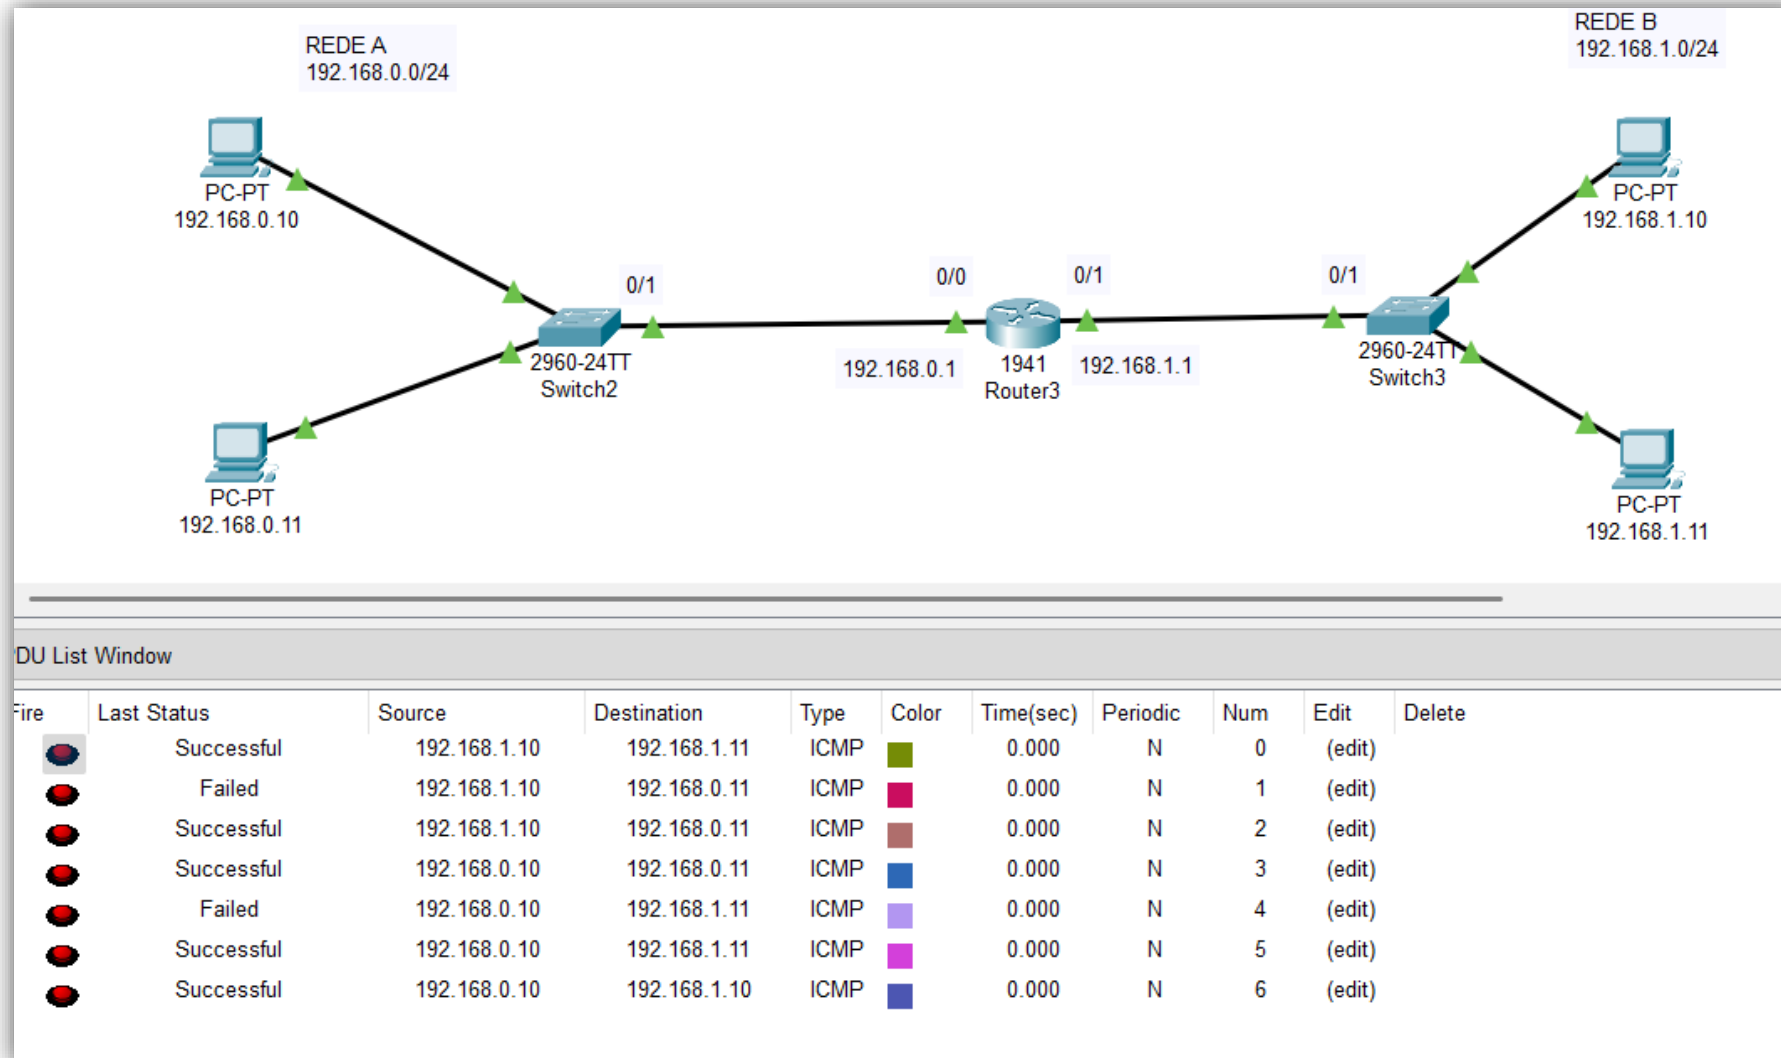 REDE A
192.168.0.0/24
REDE B
192.168.1.0/24
PC-PT
192.168.0.10
PC-PT
192.168.1.10
0/1
0/0
0/1
0/1
2960-24TT
Switch2
192.168.0.1
1941
Router3
192.168.1.1
2960-24TT
Switch3
PC-PT
192.168.0.11
PC-PT
192.168.1.11
DU List Window
Fire Last Status Source Destination Type Color Time(sec) Periodic Num Edit Delete
Successful 192.168.1.10 192.168.1.11 ICMP 0.000 N 0 (edit)
Failed 192.168.1.10 192.168.0.11 ICMP 0.000 N 1 (edit)
Successful 192.168.1.10 192.168.0.11 ICMP 0.000 N 2 (edit)
Successful 192.168.0.10 192.168.0.11 ICMP 0.000 N 3 (edit)
Failed 192.168.0.10 192.168.1.11 ICMP 0.000 N 4 (edit)
Successful 192.168.0.10 192.168.1.11 ICMP 0.000 N 5 (edit)
Successful 192.168.0.10 192.168.1.10 ICMP 0.000 N 6 (edit)